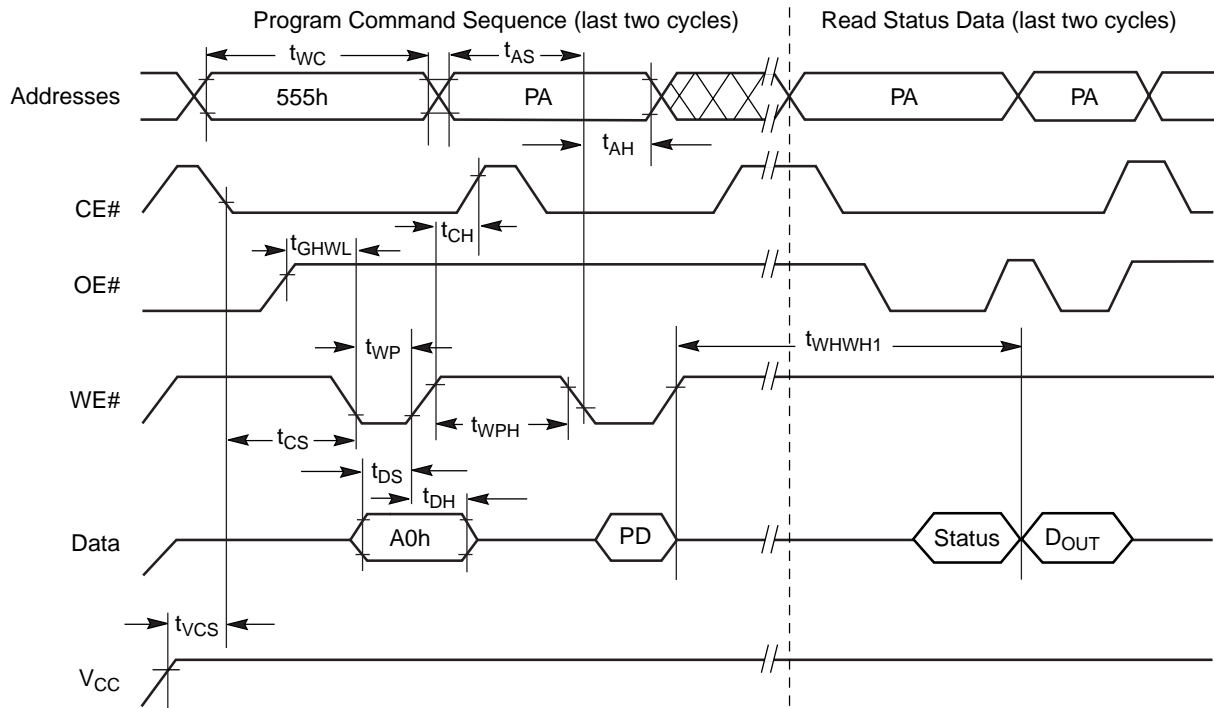 Program Command Sequence (last two cycles)
Read Status Data (last two cycles)
tWC
tAS
Addresses
555h
PA
PA
PA
tAH
CE#
tCH
tGHWL
OE#
tWHWH1
tWP
WE#
tWPH
tCS
tDS
tDH
Data
A0h
PD
Status
DOUT
tVCS
VCC